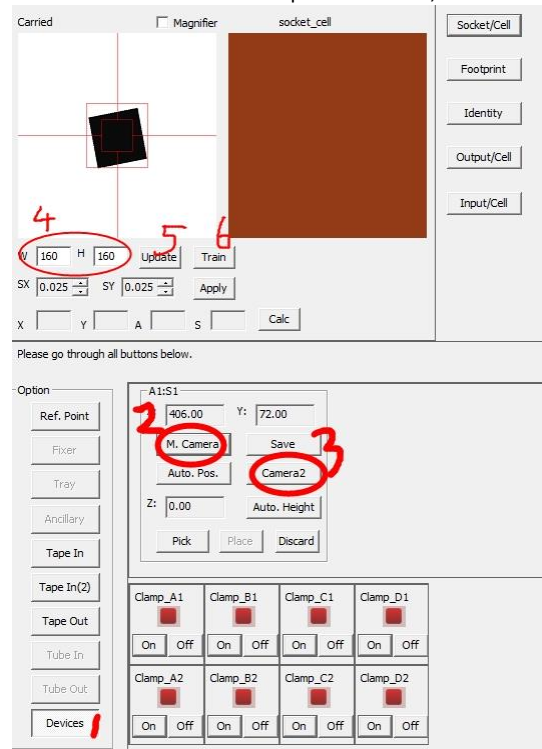 Carried Magnifier socket_cell
Socket/Cell
Footprint
Identity
Output/Cell
Input/Cell
4 5 6
W 160 H 160 Update Train
SX 0.025 SY 0.025 Apply
X Y A S Calc
Please go through all buttons below.
Option
Ref. Point
Fixer
Tray
Ancillary
Tape In
Tape In(2)
Tape Out
Tube In
Tube Out
Devices 1
A1:S1
2 406.00 Y: 72.00
M. Camera Save 3
Auto. Pos. Camera2
Z: 0.00 Auto. Height
Pick Place Discard
Clamp_A1 Clamp_B1 Clamp_C1 Clamp_D1
On Off On Off On Off On Off
Clamp_A2 Clamp_B2 Clamp_C2 Clamp_D2
On Off On Off On Off On Off